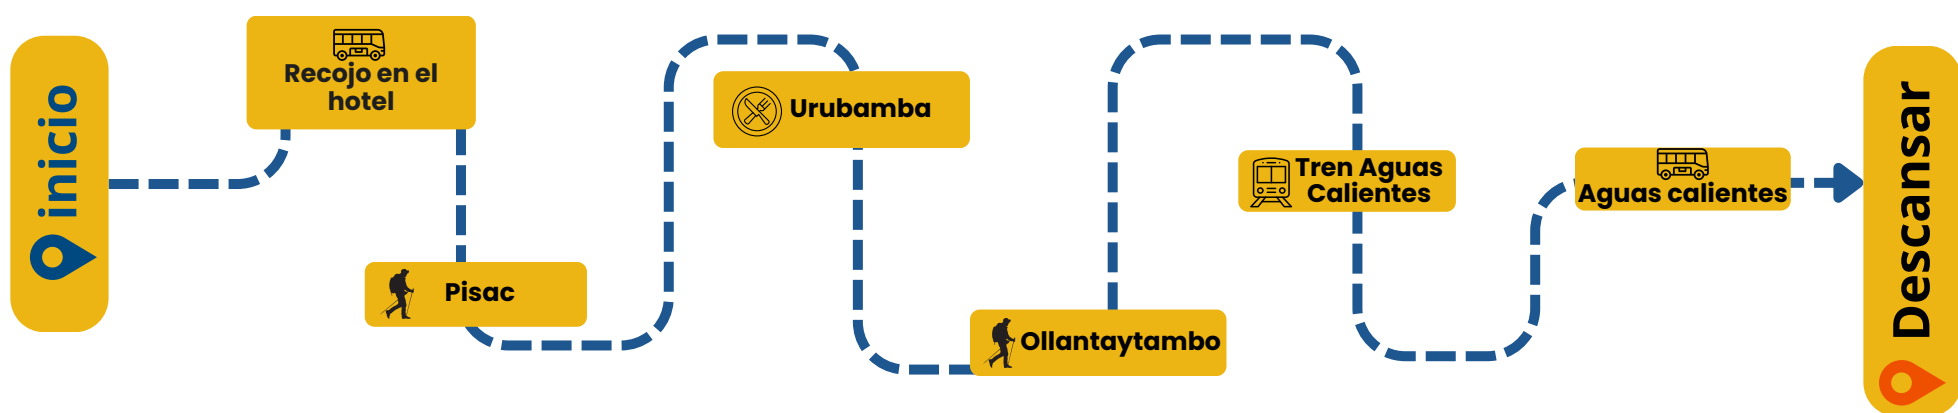 inicio
Recojo en el
hotel
Pisac
Urubamba
Ollantaytambo
Tren Aguas
Calientes
Aguas calientes
Descansar